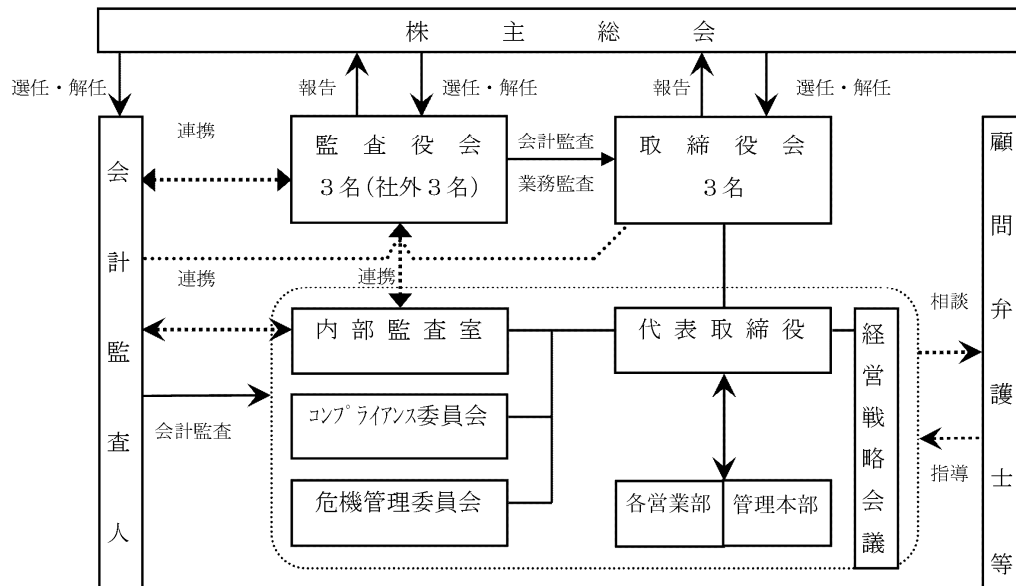 株主総会
選任・解任
報告
選任・解任
報告
選任・解任
会計監査人
連携
監査役会
3名(社外3名)
会計監査
業務監査
取締役会
3名
顧問弁護士等
連携
連携
内部監査室
代表取締役
経営戦略会議
相談
会計監査
コンプライアンス委員会
指導
危機管理委員会
各営業部
管理本部